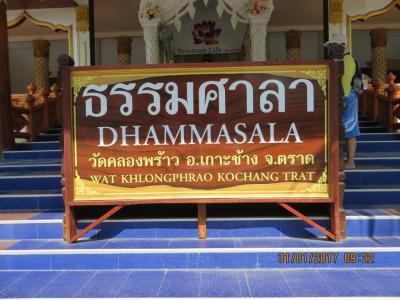 ธรรมศาลา
DHAMMASALA
วัดคลองพร้าว อ.เกาะช้าง จ.ตราด
WAT KHLONGPHRAO KOCHANG TRAT
31/01/2017 09:22